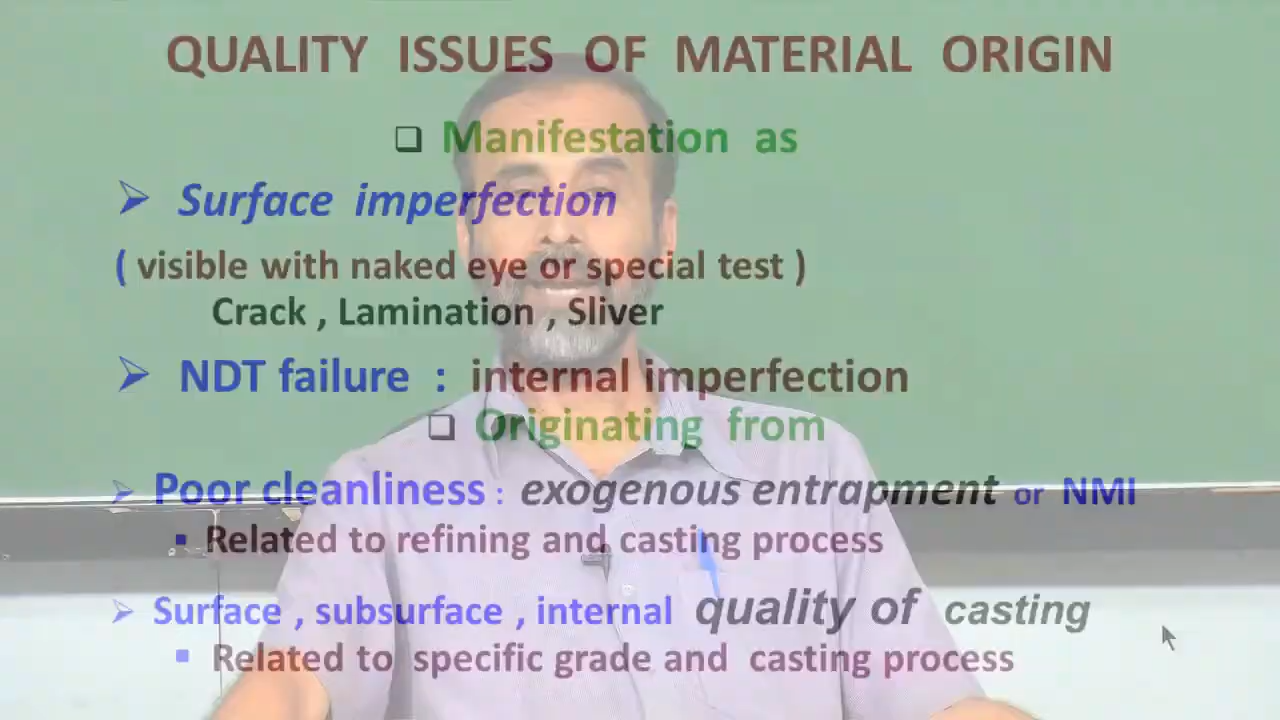 QUALITY ISSUES OF MATERIAL ORIGIN
❑ Manifestation as
➢ Surface imperfection
( visible with naked eye or special test )
Crack , Lamination , Sliver
➢ NDT failure : internal imperfection
❑ Originating from
➢ Poor cleanliness : exogenous entrapment or NMI
▪ Related to refining and casting process
➢ Surface , subsurface , internal quality of casting
▪ Related to specific grade and casting process